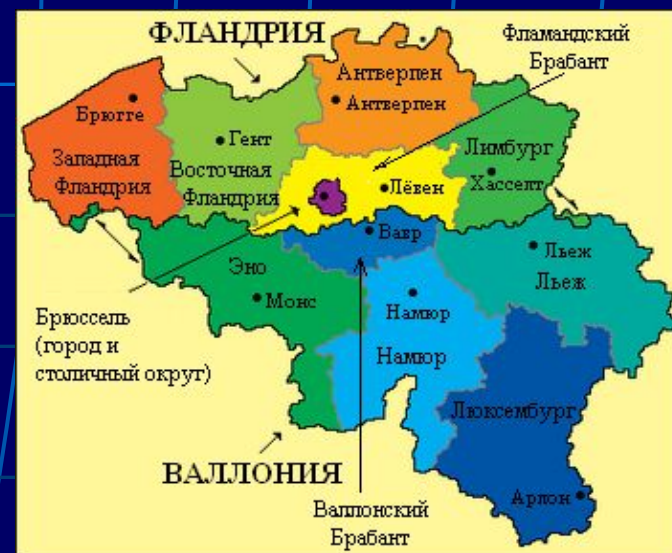 ФЛАНДРИЯ
Фламандский
Брабант
Антверпен
Антверпен
Брюгге
Западная
Фландрия
Гент
Восточная
Фландрия
Лимбург
Хасселт
Лёвен
Вавр
Льеж
Льеж
Эно
Монс
Намюр
Намюр
Брюссель
(город и
столичный округ)
Люксембург
ВАЛЛОНИЯ
Арлон
Валлонский
Брабант